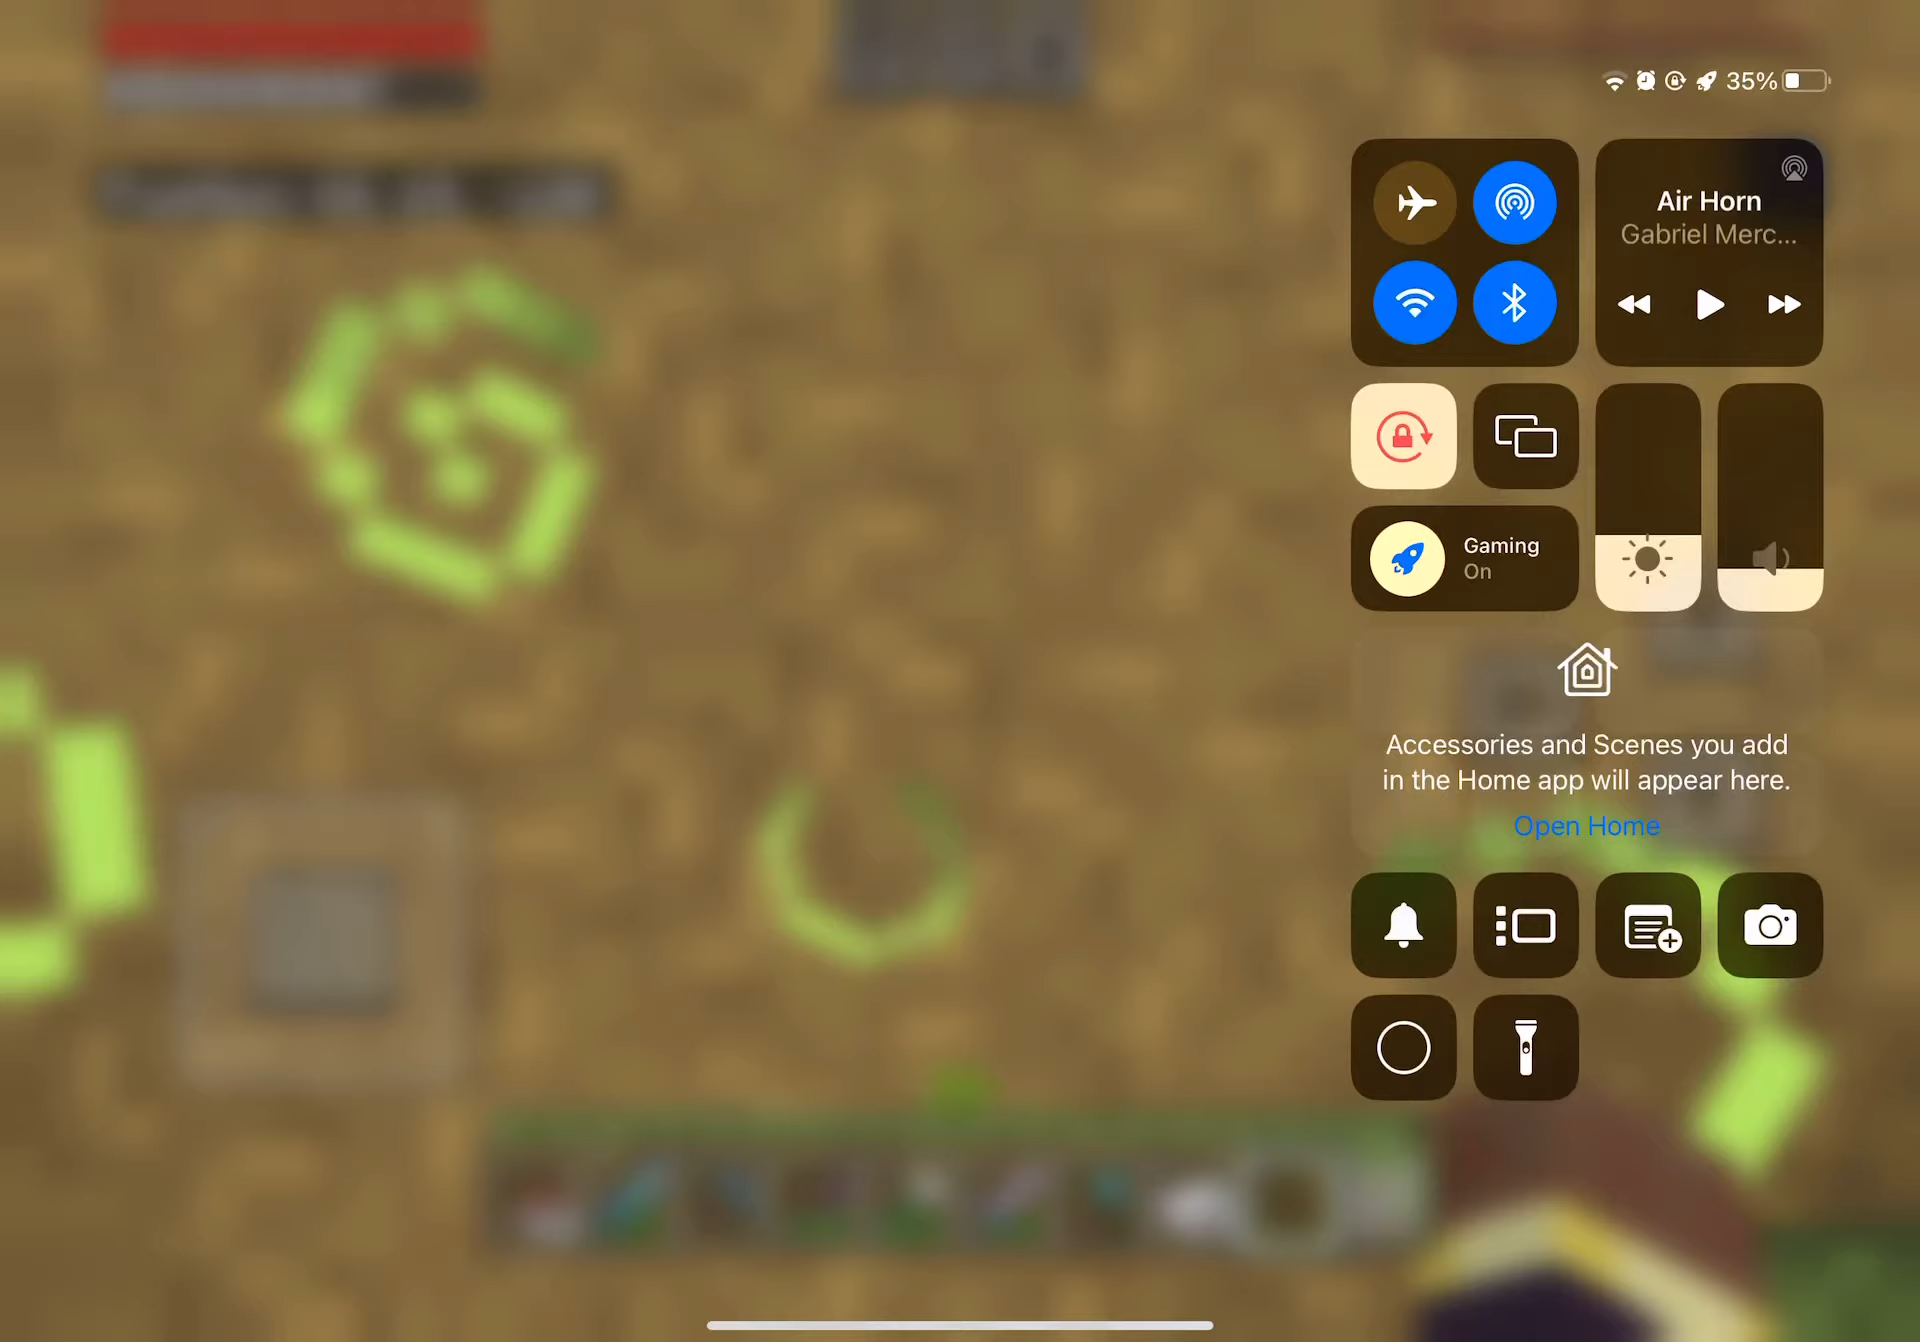 35%
Air Horn
Gabriel Merc...
Gaming
On
Accessories and Scenes you add
in the Home app will appear here.
Open Home